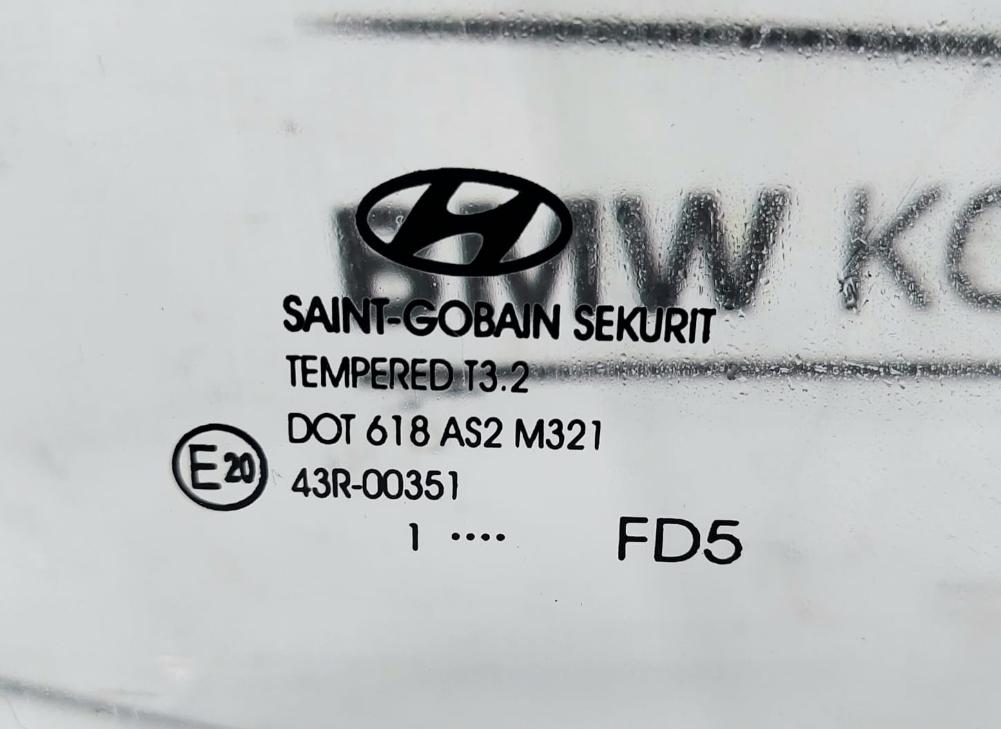 BMW KO
SAINT-GOBAIN SEKURIT
TEMPERED T3.2
DOT 618 AS2 M321
E20 43R-00351
1 ···· FD5